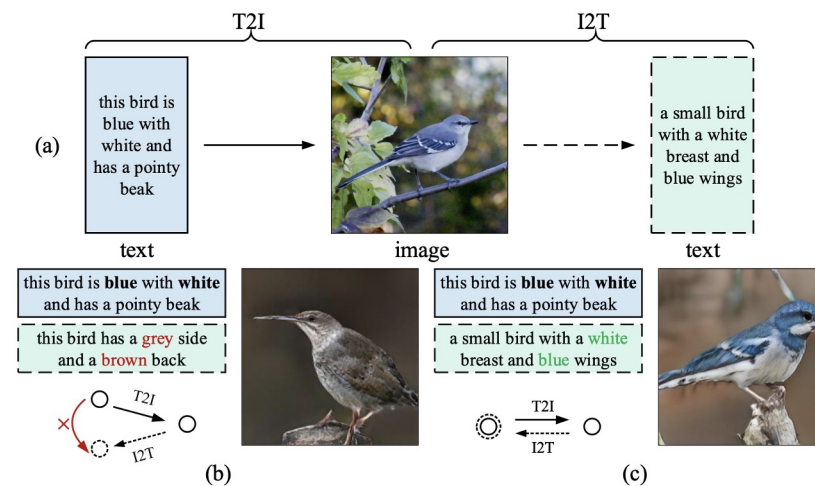 T2I
I2T
(a)
this bird is
blue with
white and
has a pointy
beak
a small bird
with a white
breast and
blue wings
text
image
text
this bird is blue with white
and has a pointy beak
this bird has a grey side
and a brown back
T2I
I2T
×
(b)
this bird is blue with white
and has a pointy beak
a small bird with a white
breast and blue wings
T2I
I2T
(c)